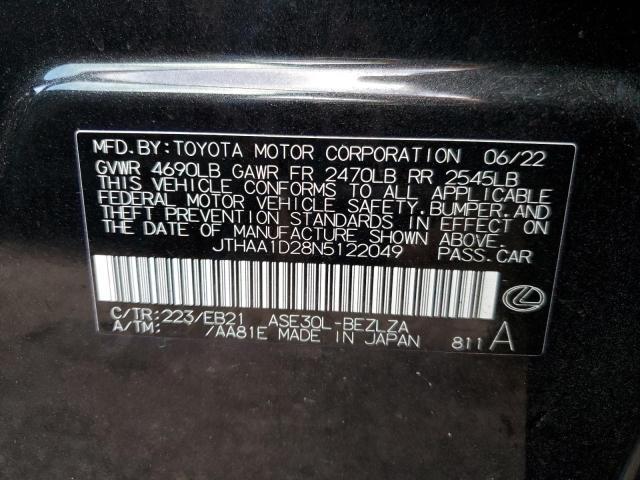 MFD.BY:TOYOTA MOTOR CORPORATION 06/22
GVWR 4690LB GAWR FR 2470LB RR 2545LB
THIS VEHICLE CONFORMS TO ALL APPLICABLE
FEDERAL MOTOR VEHICLE SAFETY,BUMPER,AND
THEFT PREVENTION STANDARDS IN EFFECT
ON THE DATE OF MANUFACTURE SHOWN ABOVE.
JTHAA1D28N5122049 PASS.CAR
C/TR:223/EB21 ASE30L-BEZLZA
A/TM: /AA81E MADE IN JAPAN 811A